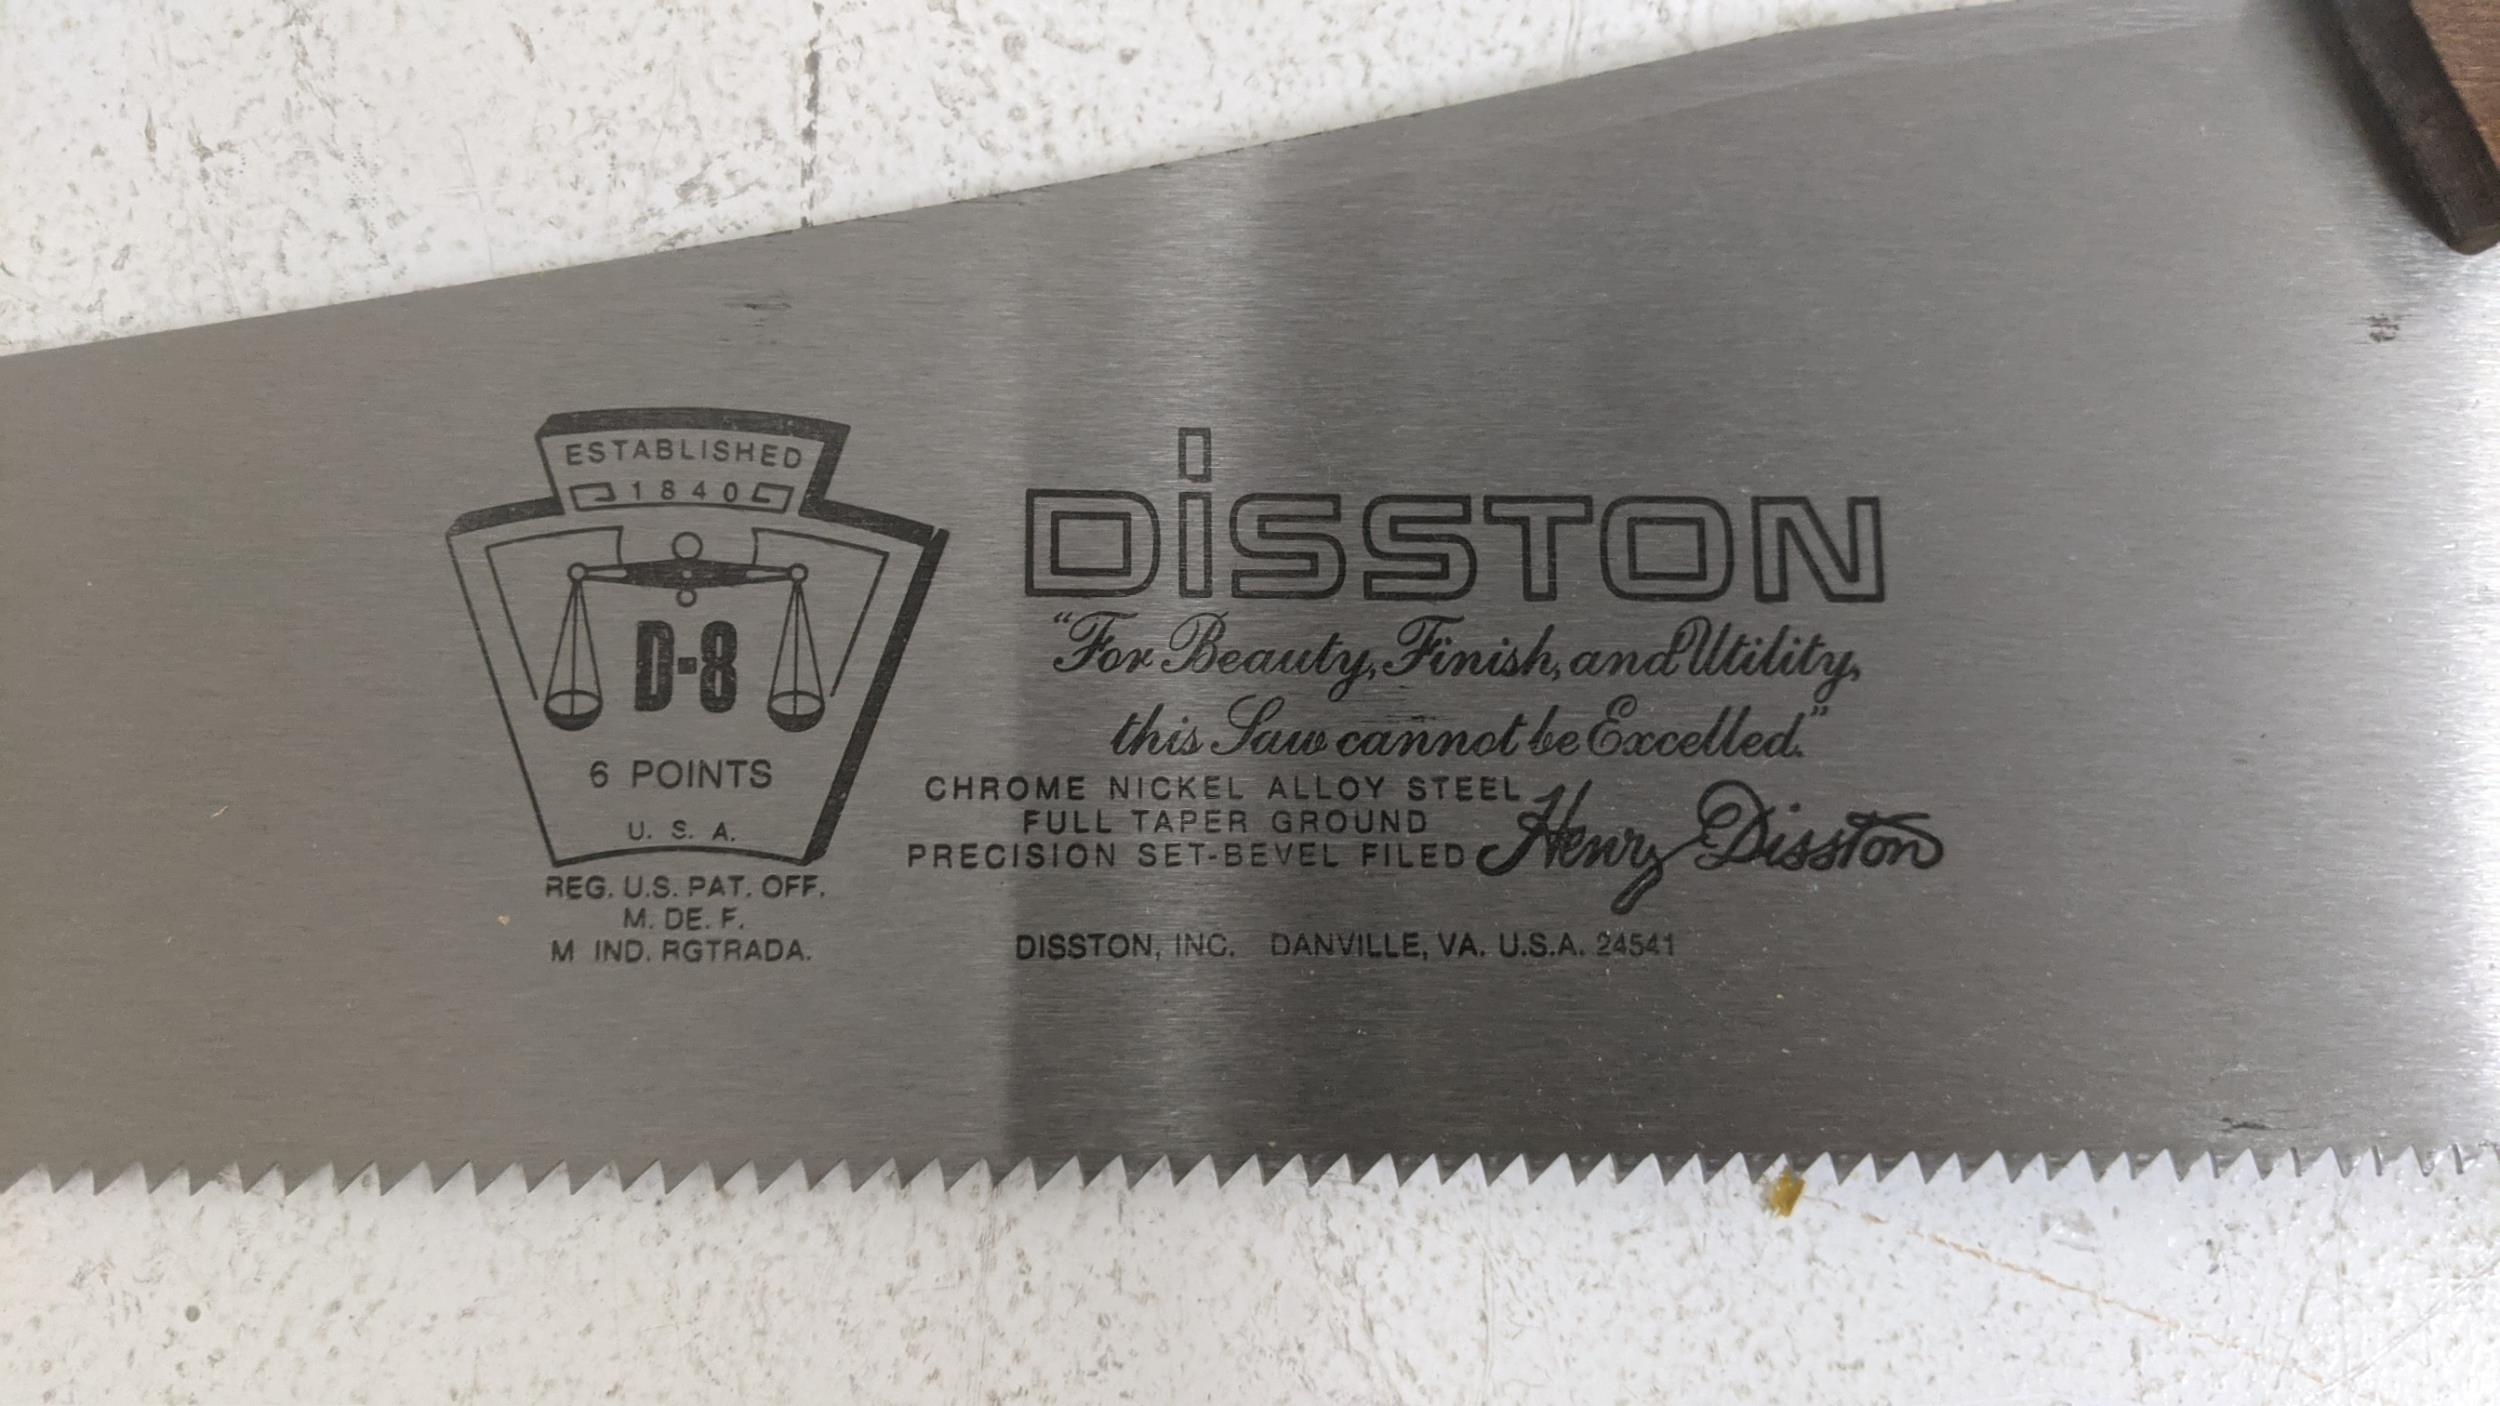 ESTABLISHED
1840
D-8
6 POINTS
U. S. A.
REG. U.S. PAT. OFF.
M. DE. F.
M IND. RGTRADA.
DiSSTON
"For Beauty, Finish, and Utility,
this Saw cannot be Excelled."
CHROME NICKEL ALLOY STEEL
FULL TAPER GROUND
PRECISION SET-BEVEL FILED
Henry Disston
DISSTON, INC. DANVILLE, VA. U.S.A. 24541